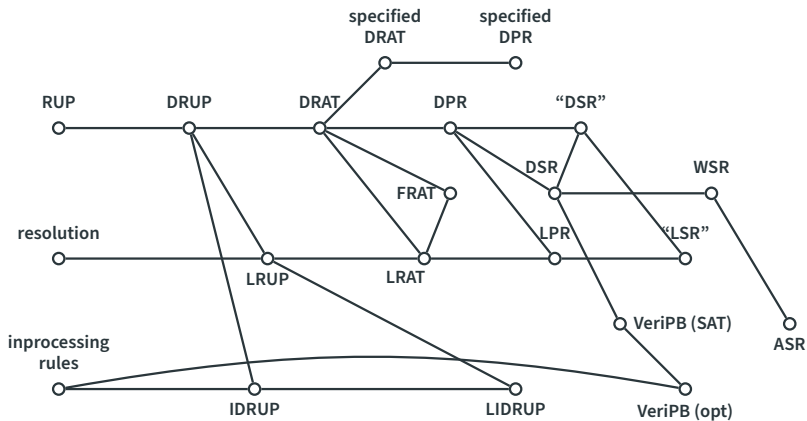 specified
DRAT
specified
DPR
RUP
DRUP
DRAT
DPR
“DSR”
DSR
WSR
FRAT
resolution
LPR
“LSR”
LRUP
LRAT
VeriPB (SAT)
ASR
inprocessing
rules
IDRUP
LIDRUP
VeriPB (opt)